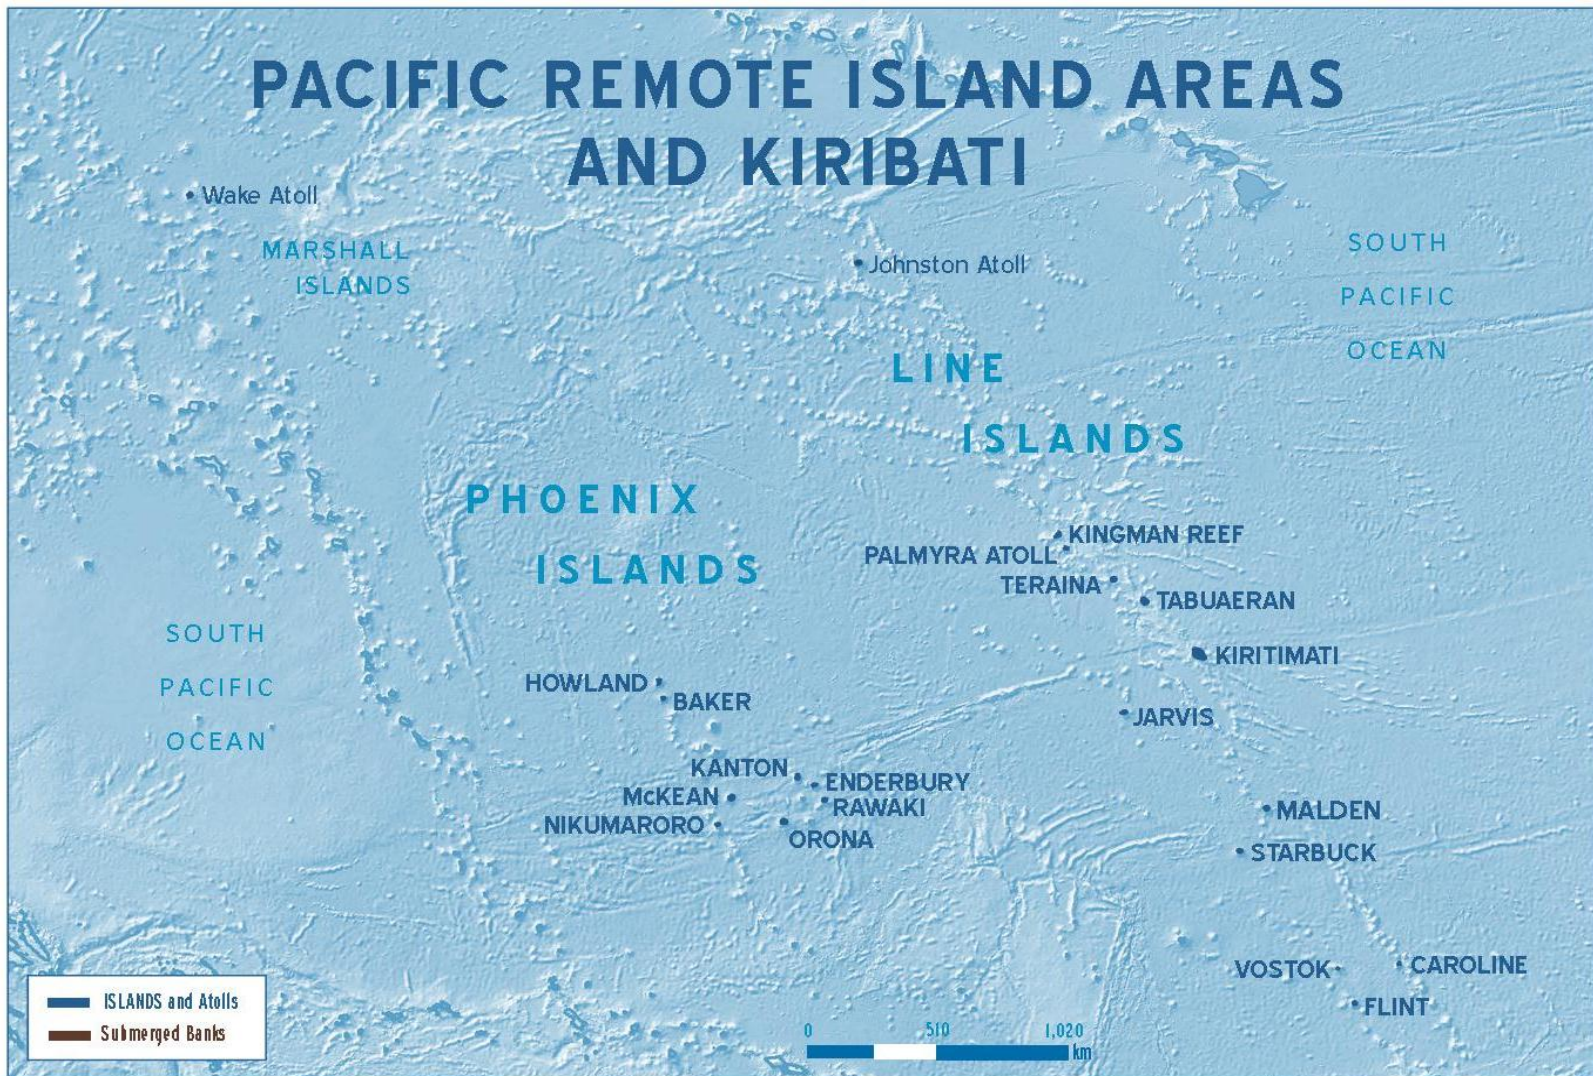 PACIFIC REMOTE ISLAND AREAS
AND KIRIBATI
Wake Atoll
MARSHALL
ISLANDS
Johnston Atoll
SOUTH
PACIFIC
OCEAN
LINE
ISLANDS
PHOENIX
ISLANDS
KINGMAN REEF
PALMYRA ATOLL
TERAINA
TABUAERAN
SOUTH
PACIFIC
OCEAN
KIRITIMATI
HOWLAND
BAKER
JARVIS
KANTON
ENDERBURY
McKEAN
RAWAKI
NIKUMARORO
ORONA
MALDEN
STARBUCK
VOSTOK
CAROLINE
FLINT
ISLANDS and Atolls
Submerged Banks
0 510 1,020
km